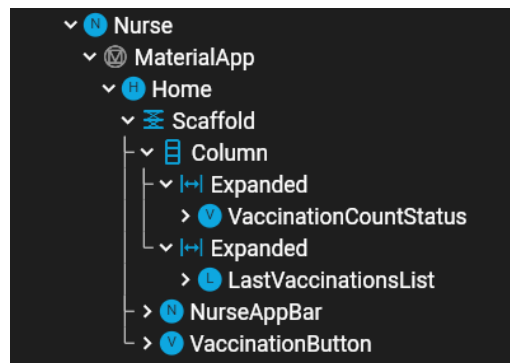 N Nurse
MaterialApp
H Home
Scaffold
Column
Expanded
V VaccinationCountStatus
Expanded
L LastVaccinationsList
N NurseAppBar
V VaccinationButton